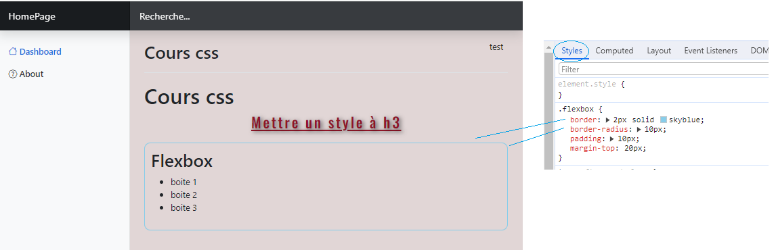 HomePage
Recherche...
Dashboard
About
Cours css
test
Cours css
Mettre un style à h3
Flexbox
boite 1
boite 2
boite 3
Styles Computed Layout Event Listeners DOM
Filter
element.style {
}
.flexbox {
border: 2px solid skyblue;
border-radius: 10px;
padding: 10px;
margin-top: 20px;
}